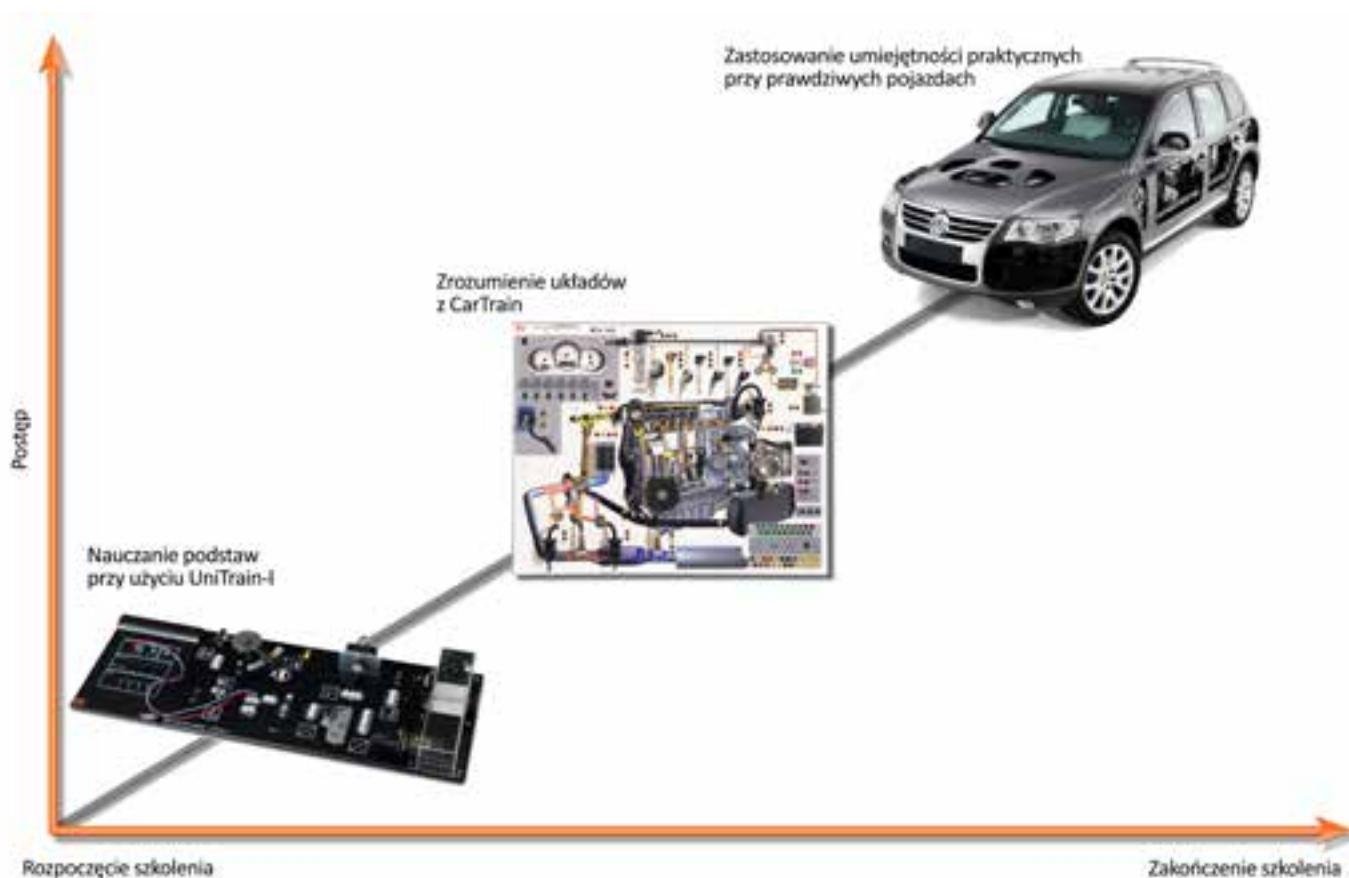 Zastosowanie umiejętności praktycznych
przy prawdziwych pojazdach
Zrozumienie układów
z CarTrain
Postęp
Nauczanie podstaw
przy użyciu UniTrain-I
Rozpoczęcie szkolenia
Zakończenie szkolenia